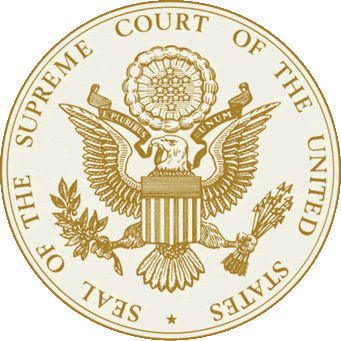 SEAL OF THE SUPREME COURT OF THE UNITED STATES
E PLURIBUS UNUM